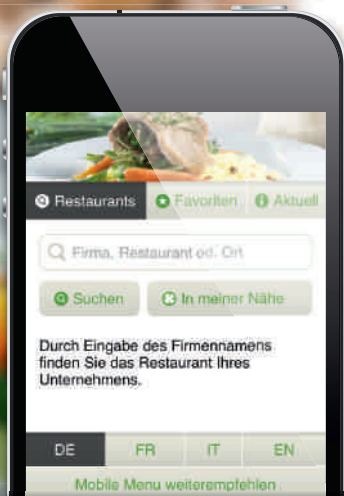 Restaurants Favoriten Aktuell
Firma, Restaurant od. Ort
Suchen In meiner Nähe
Durch Eingabe des Firmennamens
finden Sie das Restaurant Ihres
Unternehmens.
DE FR IT EN
Mobile Menu weiterempfehlen